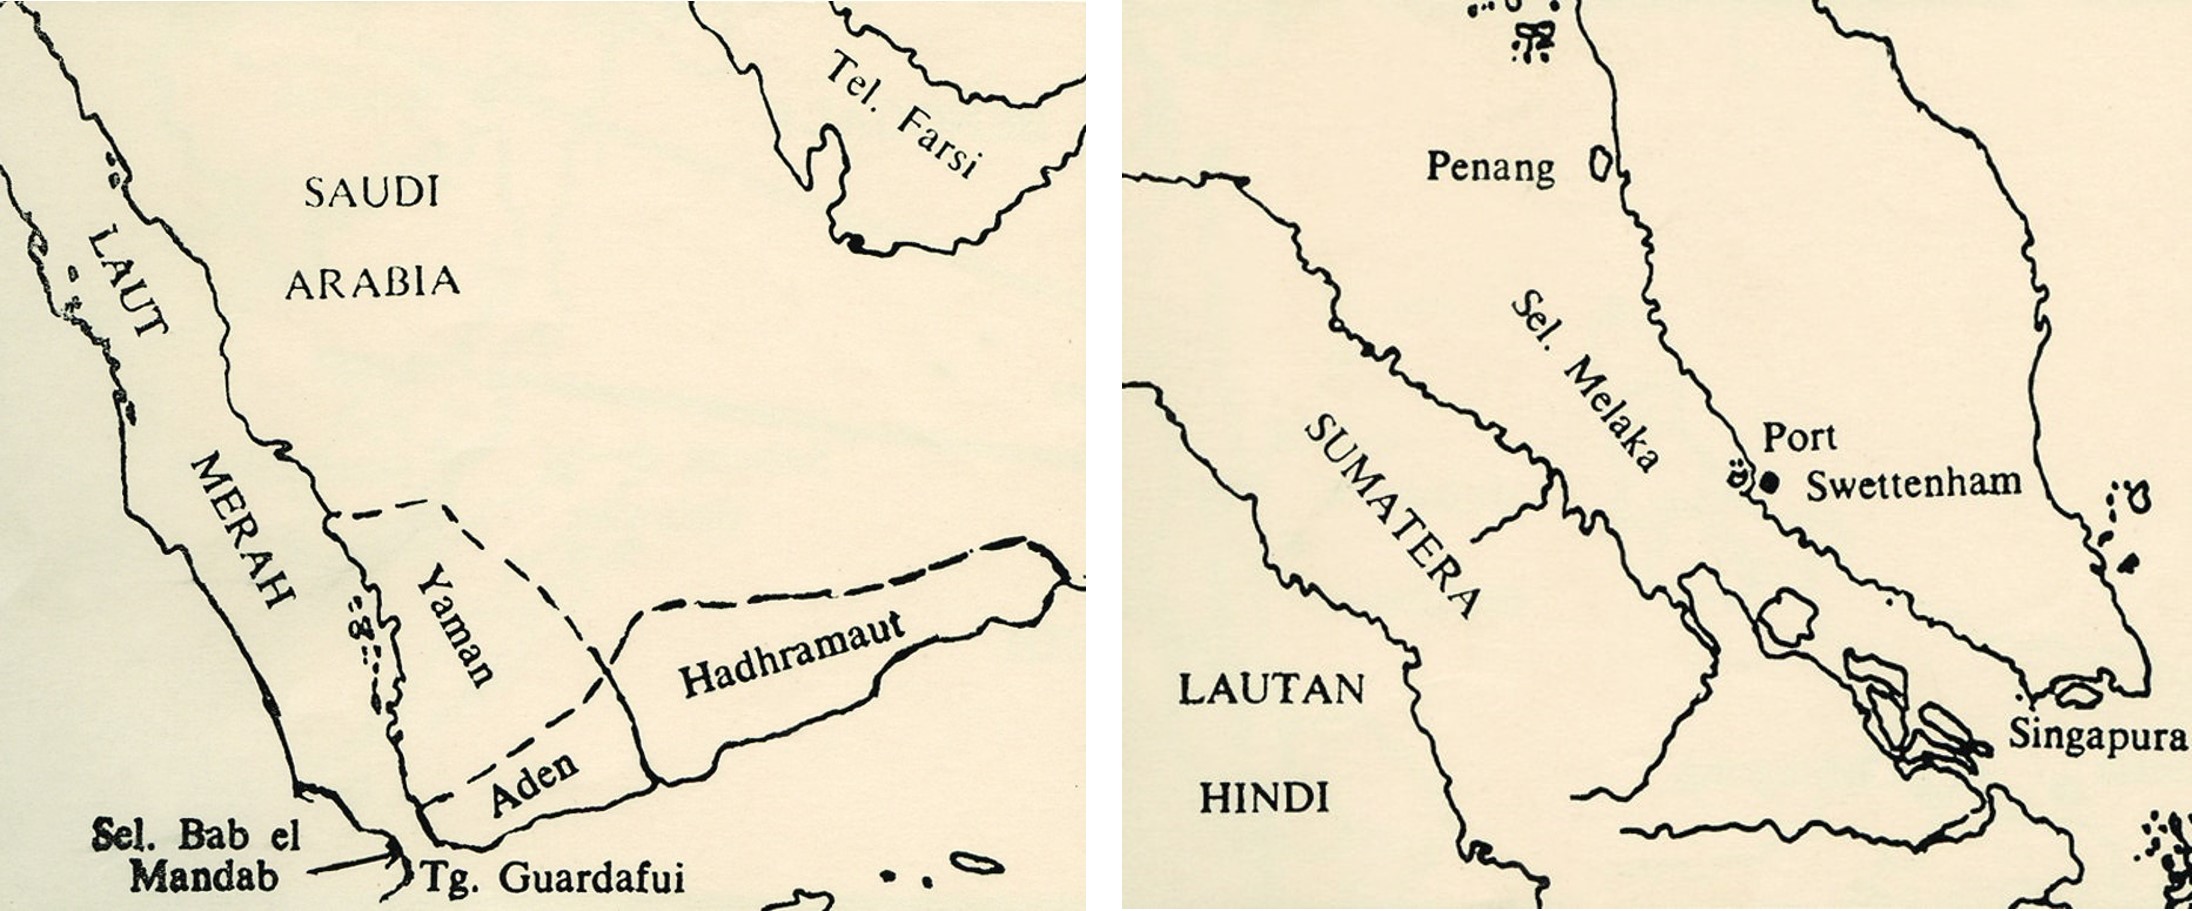 Tel. Farsi
SAUDI
ARABIA
LAUT
MERAH
Yaman
Hadhramaut
Aden
Sel. Bab el
Mandab
Tg. Guardafui
Penang
Sel. Melaka
Port
Swettenham
SUMATERA
LAUTAN
HINDI
Singapura